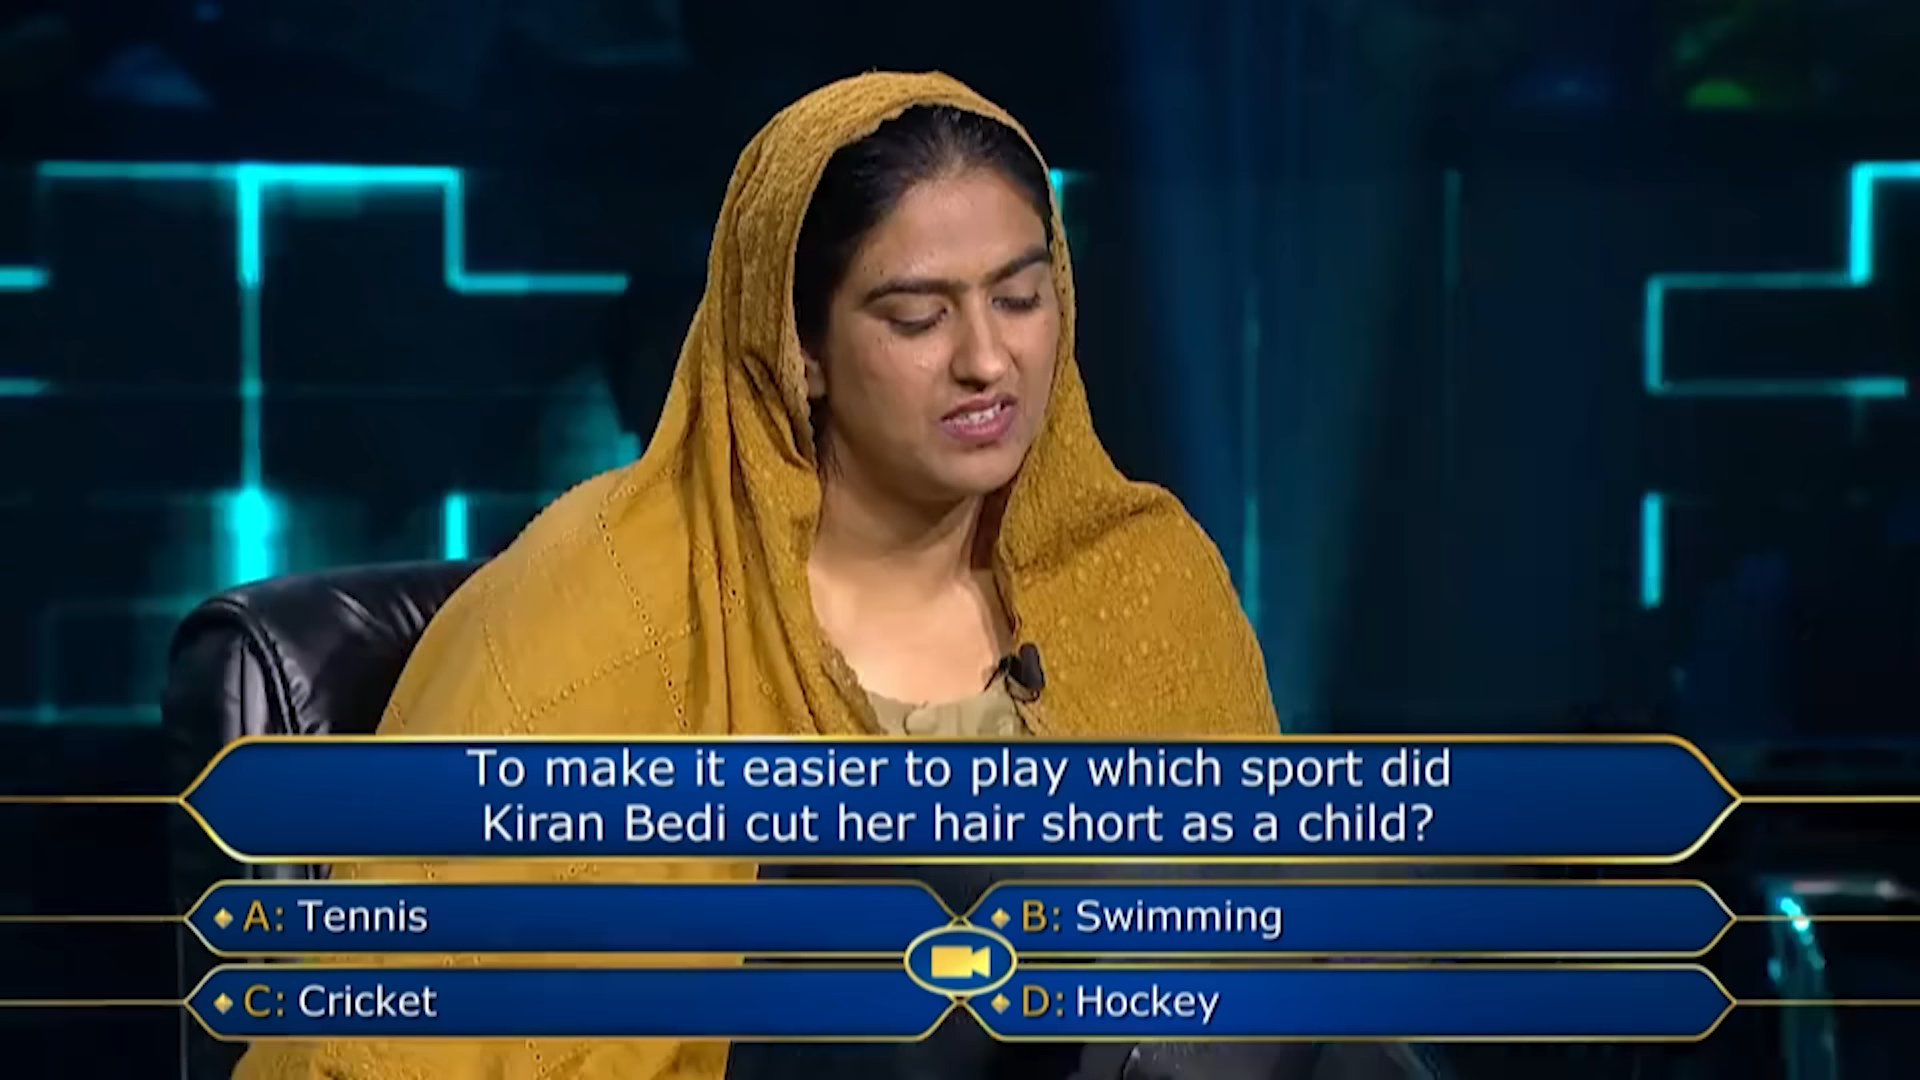 To make it easier to play which sport did
Kiran Bedi cut her hair short as a child?
A: Tennis
B: Swimming
C: Cricket
D: Hockey